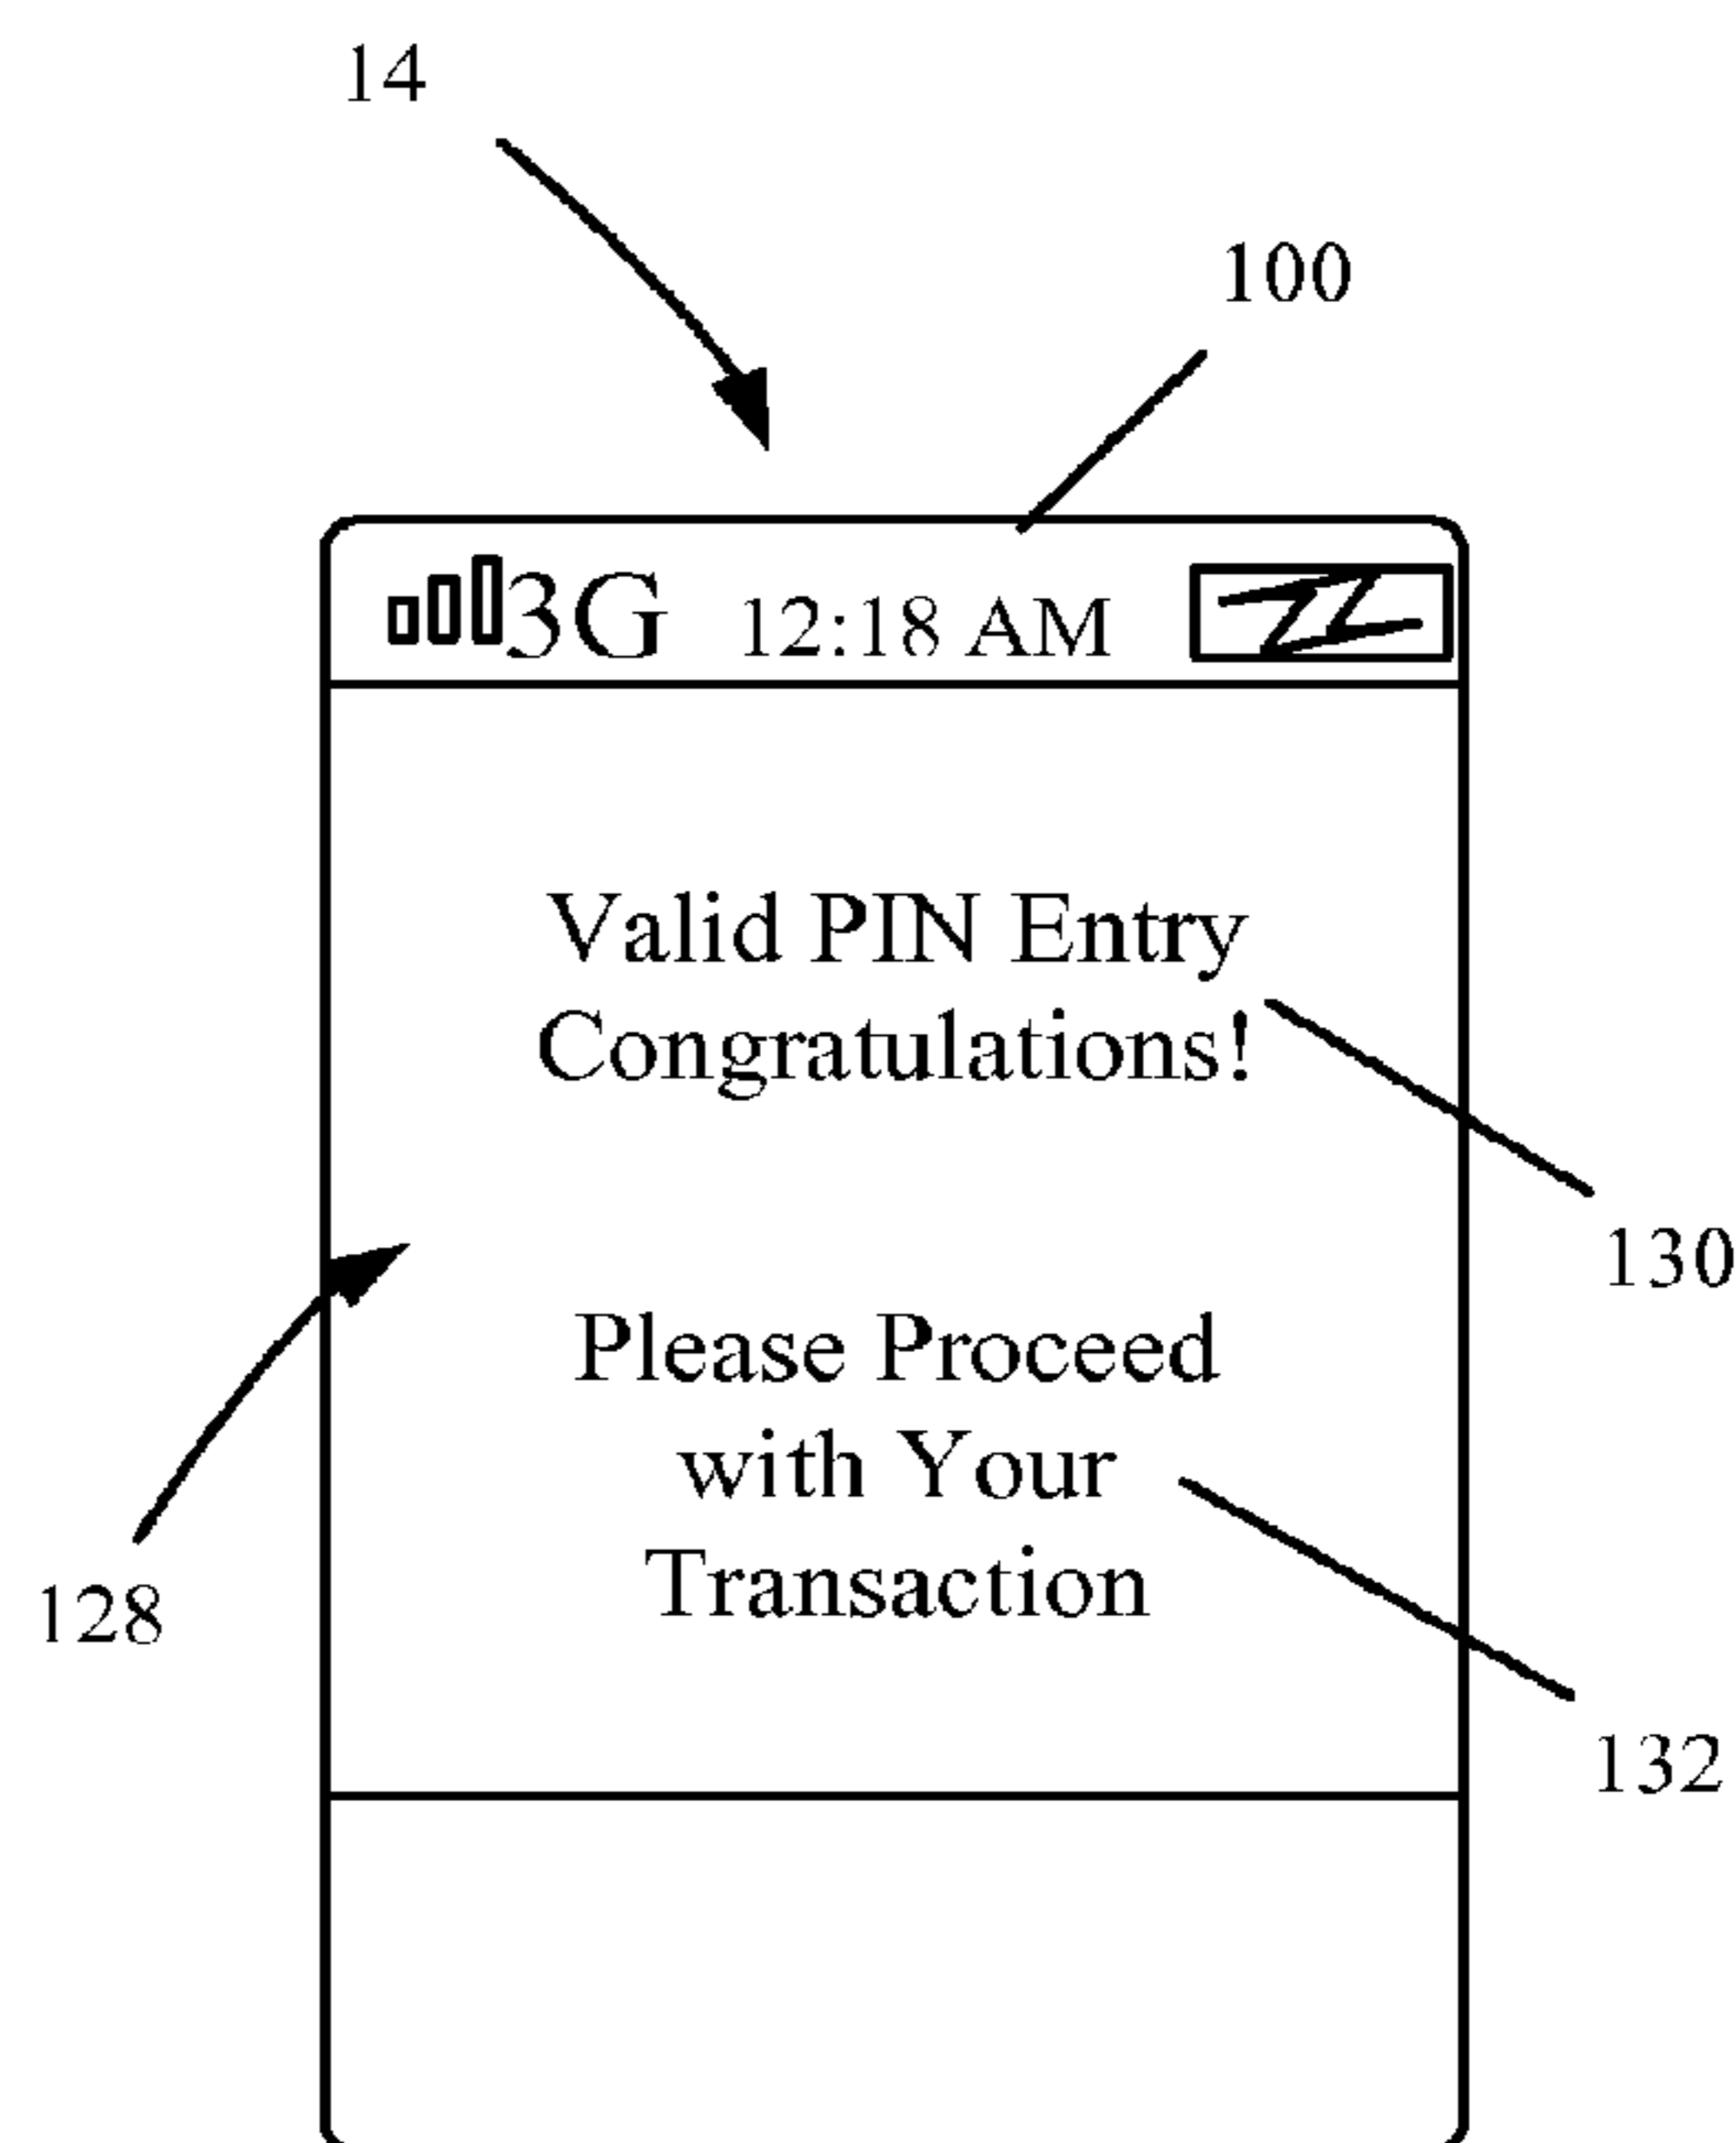 14
100
3G 12:18 AM
Valid PIN Entry
Congratulations!
130
Please Proceed
with Your
Transaction
128
132